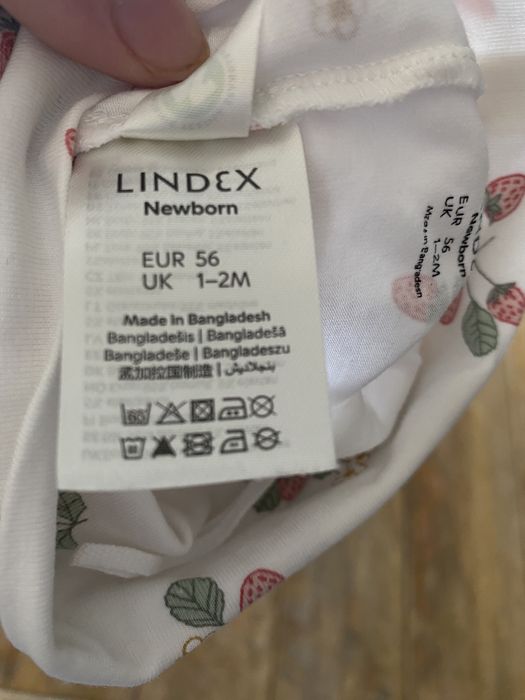 LINDEX
Newborn
EUR 56
UK 1–2M
Made in Bangladesh
Bangladešis | Bangladešā
Bangladeše | Bangladeszu
孟加拉国制造 | بنجلاديش
60
Newborn
EUR 56
UK 1–2M
Made in Bangladesh